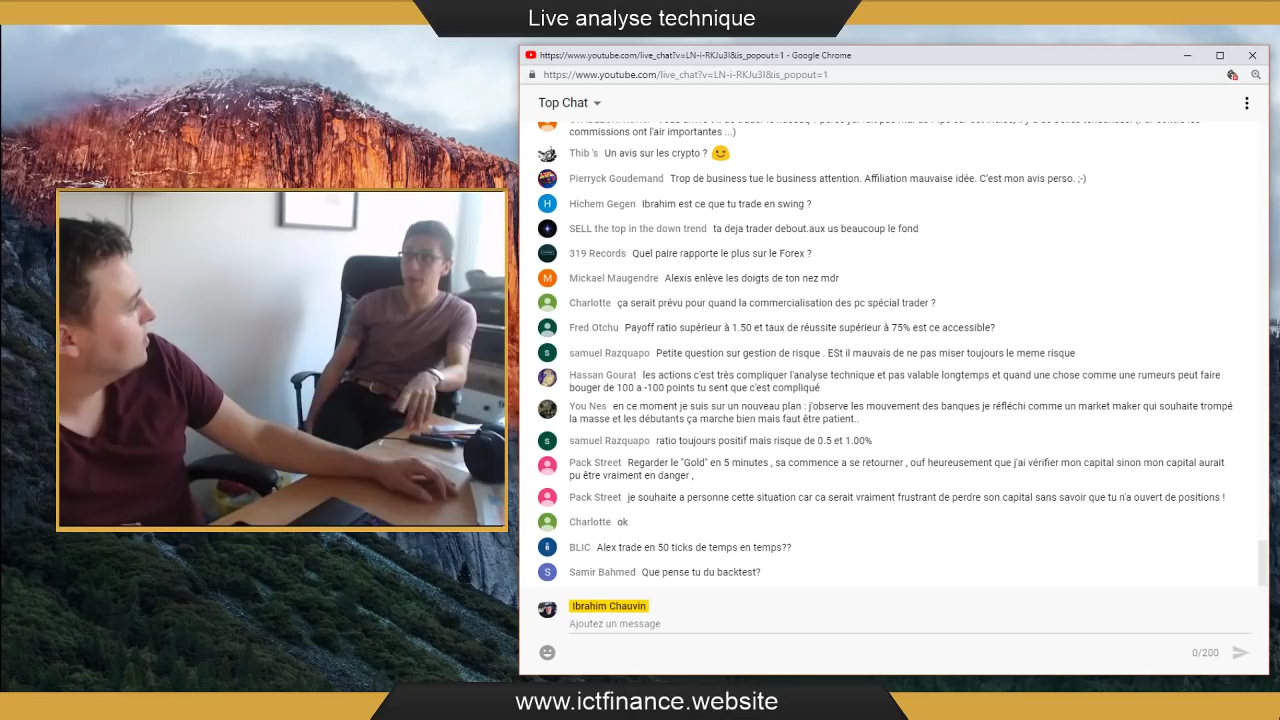 Live analyse technique
https://www.youtube.com/live_chat?v=LN-i-RKJu3I&is_popout=1 - Google Chrome
https://www.youtube.com/live_chat?v=LN-i-RKJu3I&is_popout=1
Top Chat
commissions ont l'air importantes ...)
Thib 's Un avis sur les crypto ?
Pierryck Goudemand Trop de business tue le business attention. Affiliation mauvaise idée. C'est mon avis perso. ;-)
Hichem Gegen Ibrahim est ce que tu trade en swing ?
SELL the top in the down trend ta deja trader debout.aux us beaucoup le fond
319 Records Quel paire rapporte le plus sur le Forex ?
Mickael Maugendre Alexis enlève les doigts de ton nez mdr
Charlotte ça serait prévu pour quand la commercialisation des pc spécial trader ?
Fred Otchu Payoff ratio supérieur à 1.50 et taux de réussite supérieur à 75% est ce accessible?
samuel Razquapo Petite question sur gestion de risque . ESt il mauvais de ne pas miser toujours le meme risque
Hassan Gourat les actions c'est très compliquer l'analyse technique et pas valable longtemps et quand une chose comme une rumeurs peut faire
bouger de 100 a -100 points tu sent que c'est compliqué
You Nes en ce moment je suis sur un nouveau plan : j'observe les mouvement des banques je réfléchi comme un market maker qui souhaite trompé
la masse et les débutants ça marche bien mais faut être patient..
samuel Razquapo ratio toujours positif mais risque de 0.5 et 1.00%
Pack Street Regarder le "Gold" en 5 minutes , sa commence a se retourner , ouf heureusement que j'ai vérifier mon capital sinon mon capital aurait
pu être vraiment en danger ,
Pack Street je souhaite a personne cette situation car ca serait vraiment frustrant de perdre son capital sans savoir que tu n'a ouvert de positions !
Charlotte ok
BLIC Alex trade en 50 ticks de temps en temps??
Samir Bahmed Que pense tu du backtest?
Ibrahim Chauvin
Ajoutez un message
0/200
www.ictfinance.website